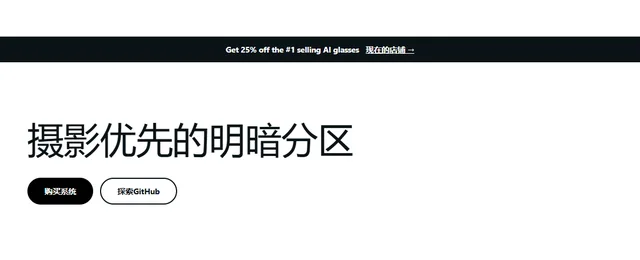 Get 25% off the #1 selling AI glasses 现在的店铺 →
摄影优先的明暗分区
购买系统 探索GitHub